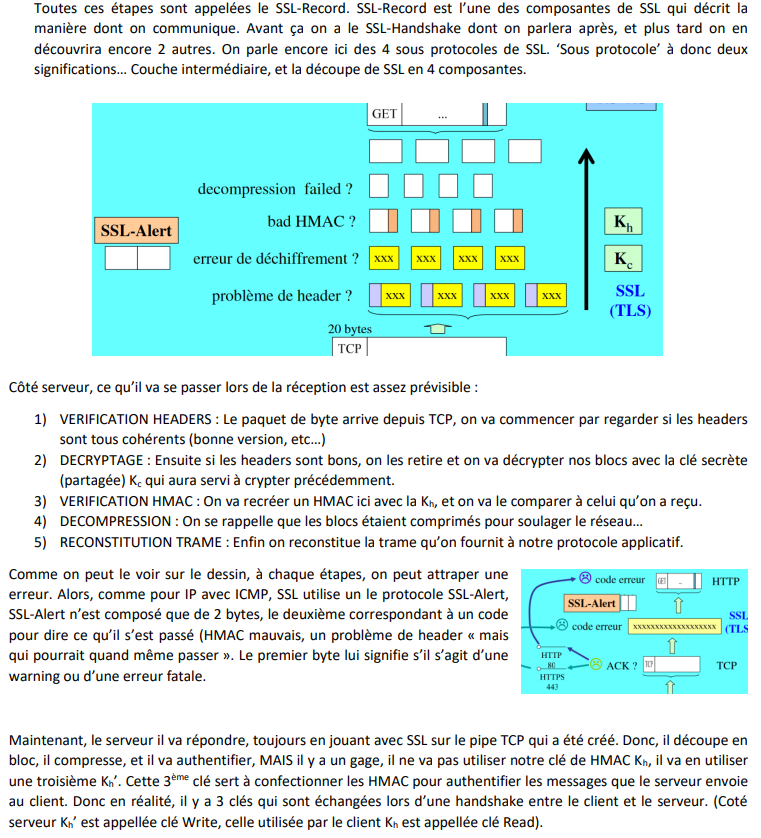 Toutes ces étapes sont appelées le SSL-Record. SSL-Record est l'une des composantes de SSL qui décrit la
manière dont on communique. Avant ça on a le SSL-Handshake dont on parlera après, et plus tard on en
découvrira encore 2 autres. On parle encore ici des 4 sous protocoles de SSL. 'Sous protocole' à donc deux
significations… Couche intermédiaire, et la découpe de SSL en 4 composantes.
GET ...
decompression failed ?
bad HMAC ?
SSL-Alert
Kh
erreur de déchiffrement ? xxx xxx xxx xxx
Kc
problème de header ? xxx xxx xxx xxx
SSL
(TLS)
20 bytes
TCP
Côté serveur, ce qu'il va se passer lors de la réception est assez prévisible :
1) VERIFICATION HEADERS : Le paquet de byte arrive depuis TCP, on va commencer par regarder si les headers
sont tous cohérents (bonne version, etc…)
2) DECRYPTAGE : Ensuite si les headers sont bons, on les retire et on va décrypter nos blocs avec la clé secrète
(partagée) Kc qui aura servi à crypter précédemment.
3) VERIFICATION HMAC : On va recréer un HMAC ici avec la Kh, et on va le comparer à celui qu'on a reçu.
4) DECOMPRESSION : On se rappelle que les blocs étaient comprimés pour soulager le réseau…
5) RECONSTITUTION TRAME : Enfin on reconstitue la trame qu'on fournit à notre protocole applicatif.
Comme on peut le voir sur le dessin, à chaque étapes, on peut attraper une
erreur. Alors, comme pour IP avec ICMP, SSL utilise un le protocole SSL-Alert,
SSL-Alert n'est composé que de 2 bytes, le deuxième correspondant à un code
pour dire ce qu'il s'est passé (HMAC mauvais, un problème de header « mais
qui pourrait quand même passer ». Le premier byte lui signifie s'il s'agit d'une
warning ou d'une erreur fatale.
code erreur GET ... HTTP
SSL-Alert
SSL
code erreur xxxxxxxxxxxxxxxxxx (TLS
HTTP
80
ACK ? TCP TCP
HTTPS
443
Maintenant, le serveur il va répondre, toujours en jouant avec SSL sur le pipe TCP qui a été créé. Donc, il découpe en
bloc, il compresse, et il va authentifier, MAIS il y a un gage, il ne va pas utiliser notre clé de HMAC Kh, il va en utiliser
une troisième Kh'. Cette 3ème clé sert à confectionner les HMAC pour authentifier les messages que le serveur envoie
au client. Donc en réalité, il y a 3 clés qui sont échangées lors d'une handshake entre le client et le serveur. (Coté
serveur Kh' est appellée clé Write, celle utilisée par le client Kh est appellée clé Read).